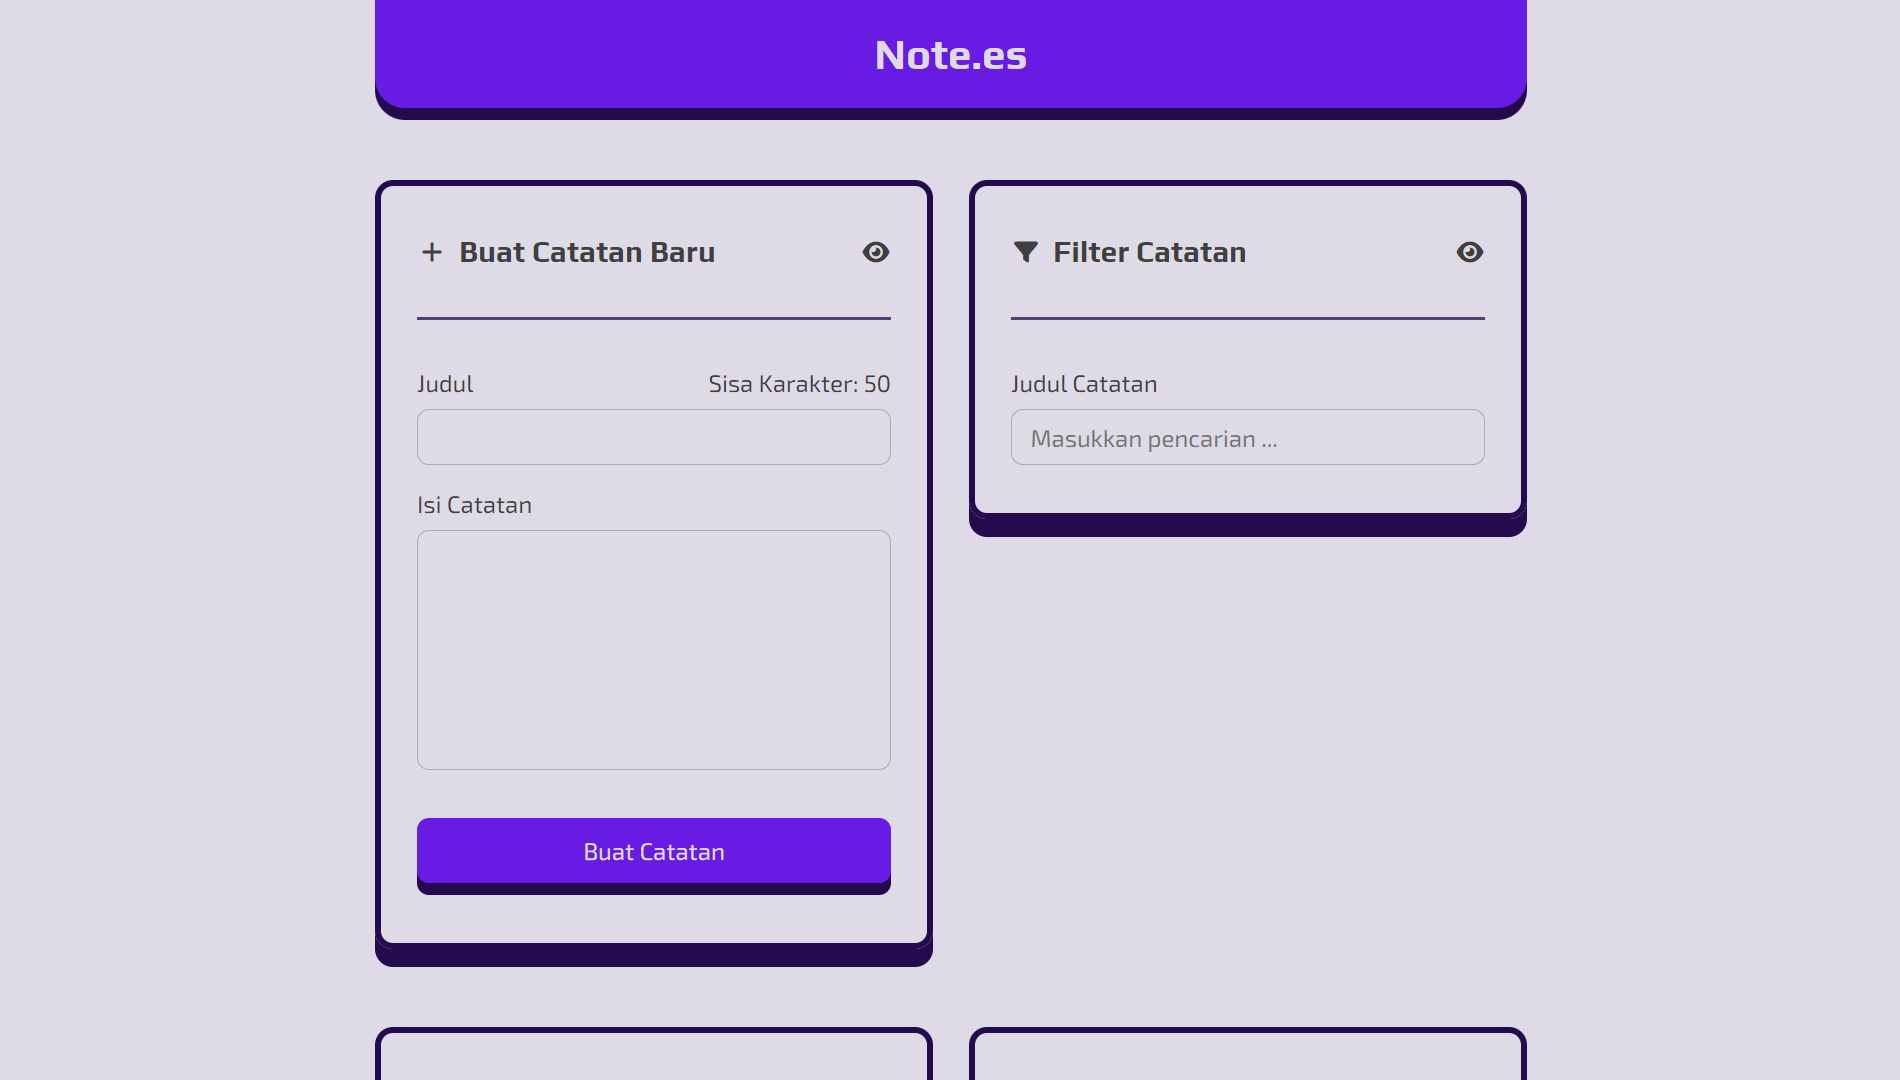 Note.es
Buat Catatan Baru
Judul
Sisa Karakter: 50
Isi Catatan
Buat Catatan
Filter Catatan
Judul Catatan
Masukkan pencarian ...